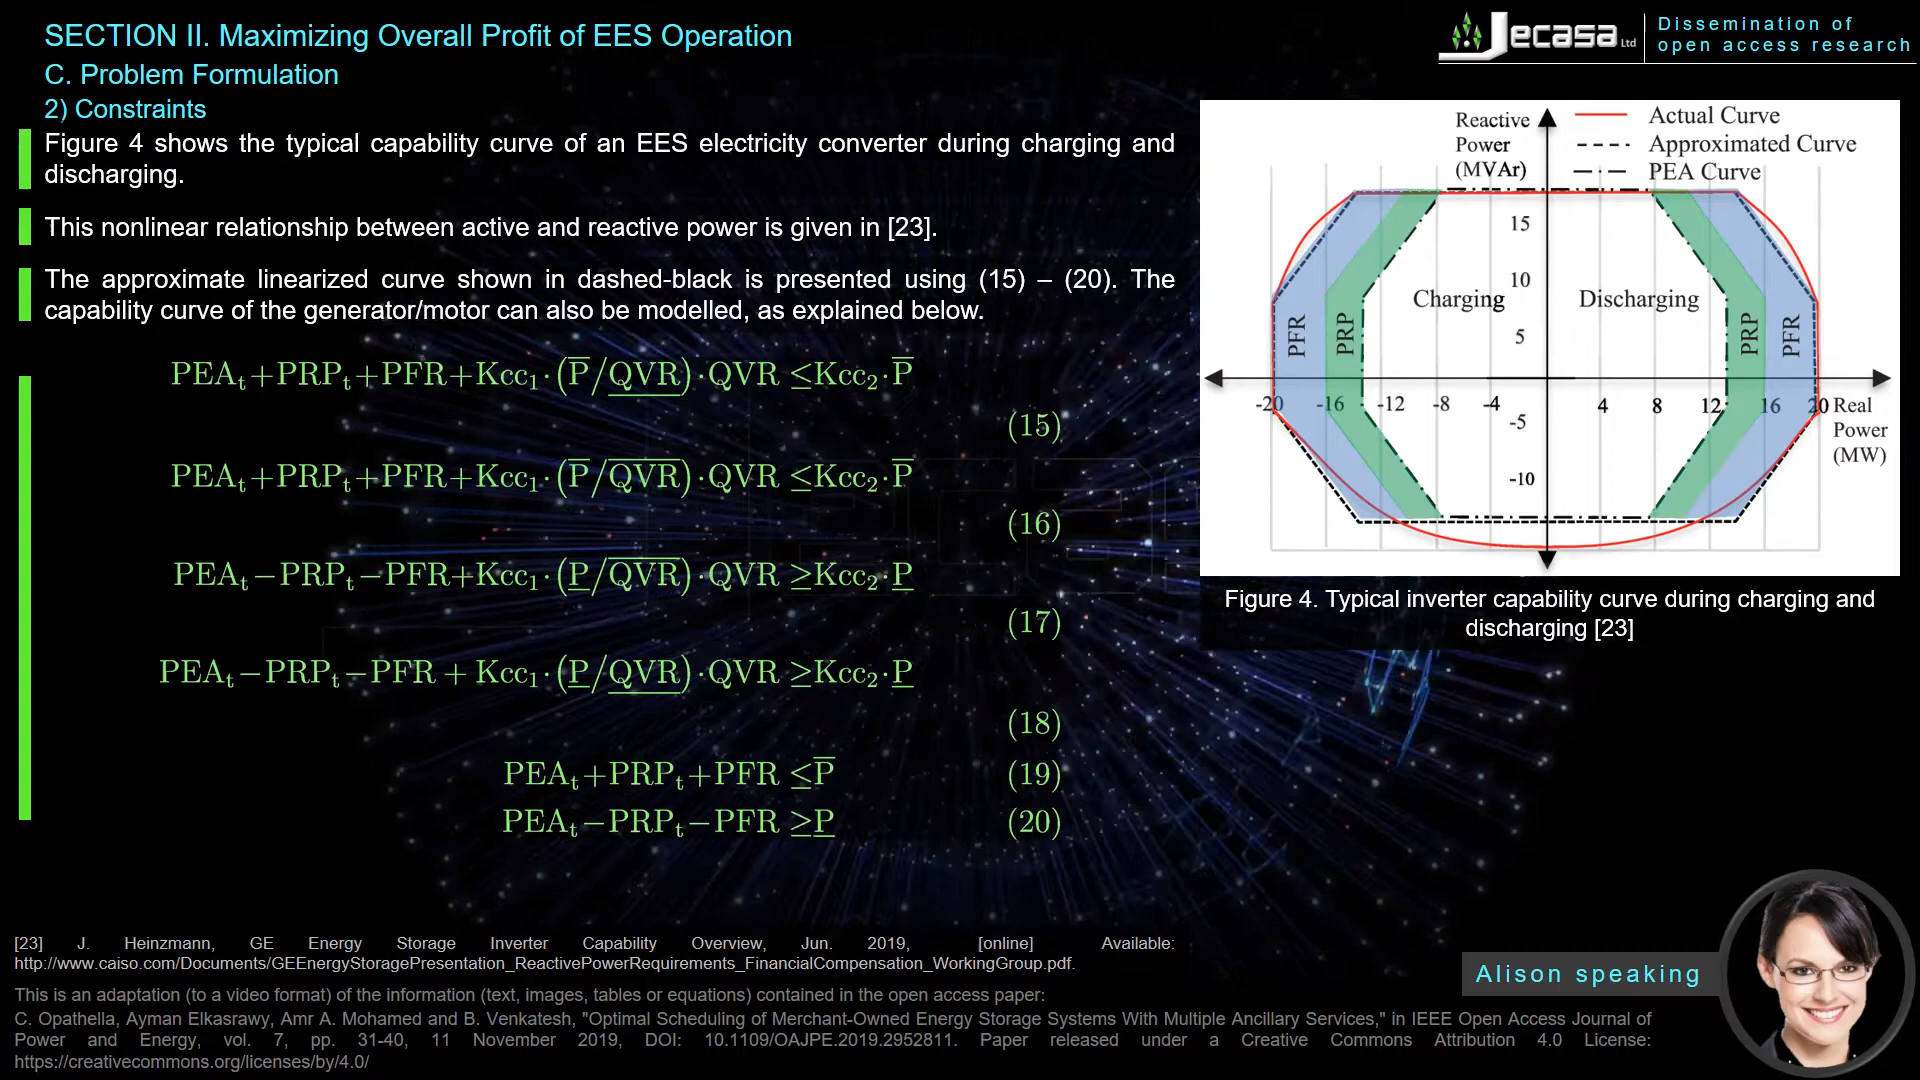 SECTION II. Maximizing Overall Profit of EES Operation
C. Problem Formulation
2) Constraints
Jecasa Ltd
Dissemination of
open access research
Figure 4 shows the typical capability curve of an EES electricity converter during charging and
discharging.
This nonlinear relationship between active and reactive power is given in [23].
The approximate linearized curve shown in dashed-black is presented using (15) – (20). The
capability curve of the generator/motor can also be modelled, as explained below.
PEAₜ+PRPₜ+PFR+Kcc₁·(P̅/Q̲V̲R̲)·QVR ≤Kcc₂·P̅
(15)
PEAₜ+PRPₜ+PFR+Kcc₁·(P̅/Q̅V̅R̅)·QVR ≤Kcc₂·P̅
(16)
PEAₜ−PRPₜ−PFR+Kcc₁·(P̲/Q̅V̅R̅)·QVR ≥Kcc₂·P̲
(17)
PEAₜ−PRPₜ−PFR + Kcc₁·(P̲/Q̲V̲R̲)·QVR ≥Kcc₂·P̲
(18)
PEAₜ+PRPₜ+PFR ≤P̅ (19)
PEAₜ−PRPₜ−PFR ≥P̲ (20)
Reactive
Power
(MVAr)
Actual Curve
Approximated Curve
PEA Curve
15
10
Charging
Discharging
5
PFR
PRP
PRP
PFR
-20 -16 -12 -8 -4 4 8 12 16 20
Real
Power
(MW)
-5
-10
Figure 4. Typical inverter capability curve during charging and
discharging [23]
[23] J. Heinzmann, GE Energy Storage Inverter Capability Overview, Jun. 2019, [online] Available:
http://www.caiso.com/Documents/GEEnergyStoragePresentation_ReactivePowerRequirements_FinancialCompensation_WorkingGroup.pdf.
Alison speaking
This is an adaptation (to a video format) of the information (text, images, tables or equations) contained in the open access paper:
C. Opathella, Ayman Elkasrawy, Amr A. Mohamed and B. Venkatesh, "Optimal Scheduling of Merchant-Owned Energy Storage Systems With Multiple Ancillary Services," in IEEE Open Access Journal of
Power and Energy, vol. 7, pp. 31-40, 11 November 2019, DOI: 10.1109/OAJPE.2019.2952811. Paper released under a Creative Commons Attribution 4.0 License:
https://creativecommons.org/licenses/by/4.0/